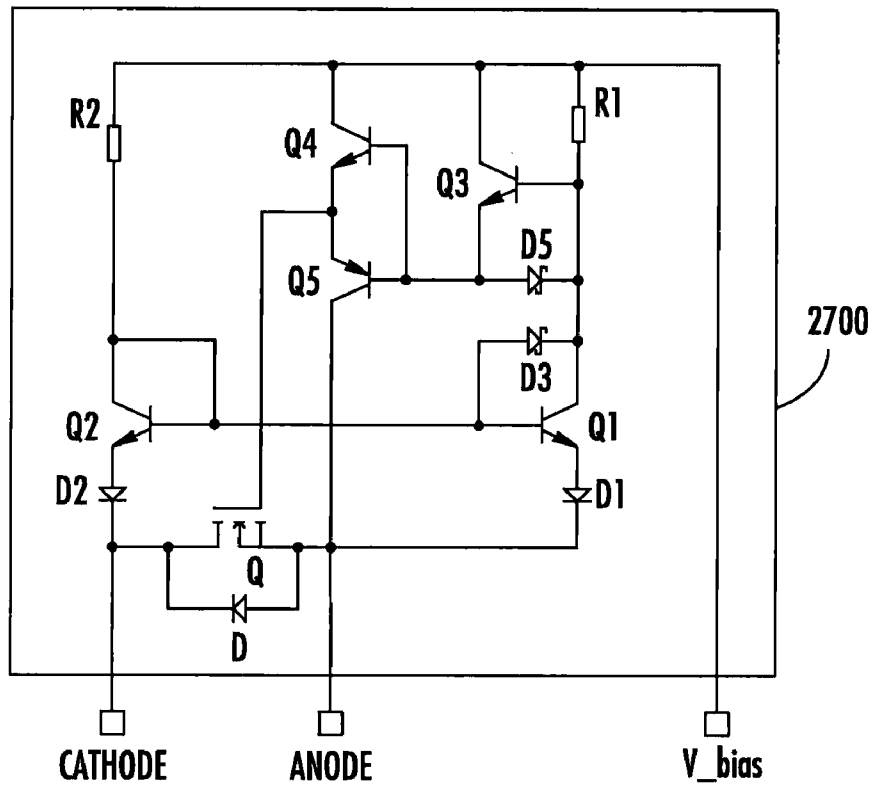 R2
R1
Q4
Q3
D5
Q5
2700
D3
Q2
Q1
D2
D1
Q
D
CATHODE
ANODE
V_bias